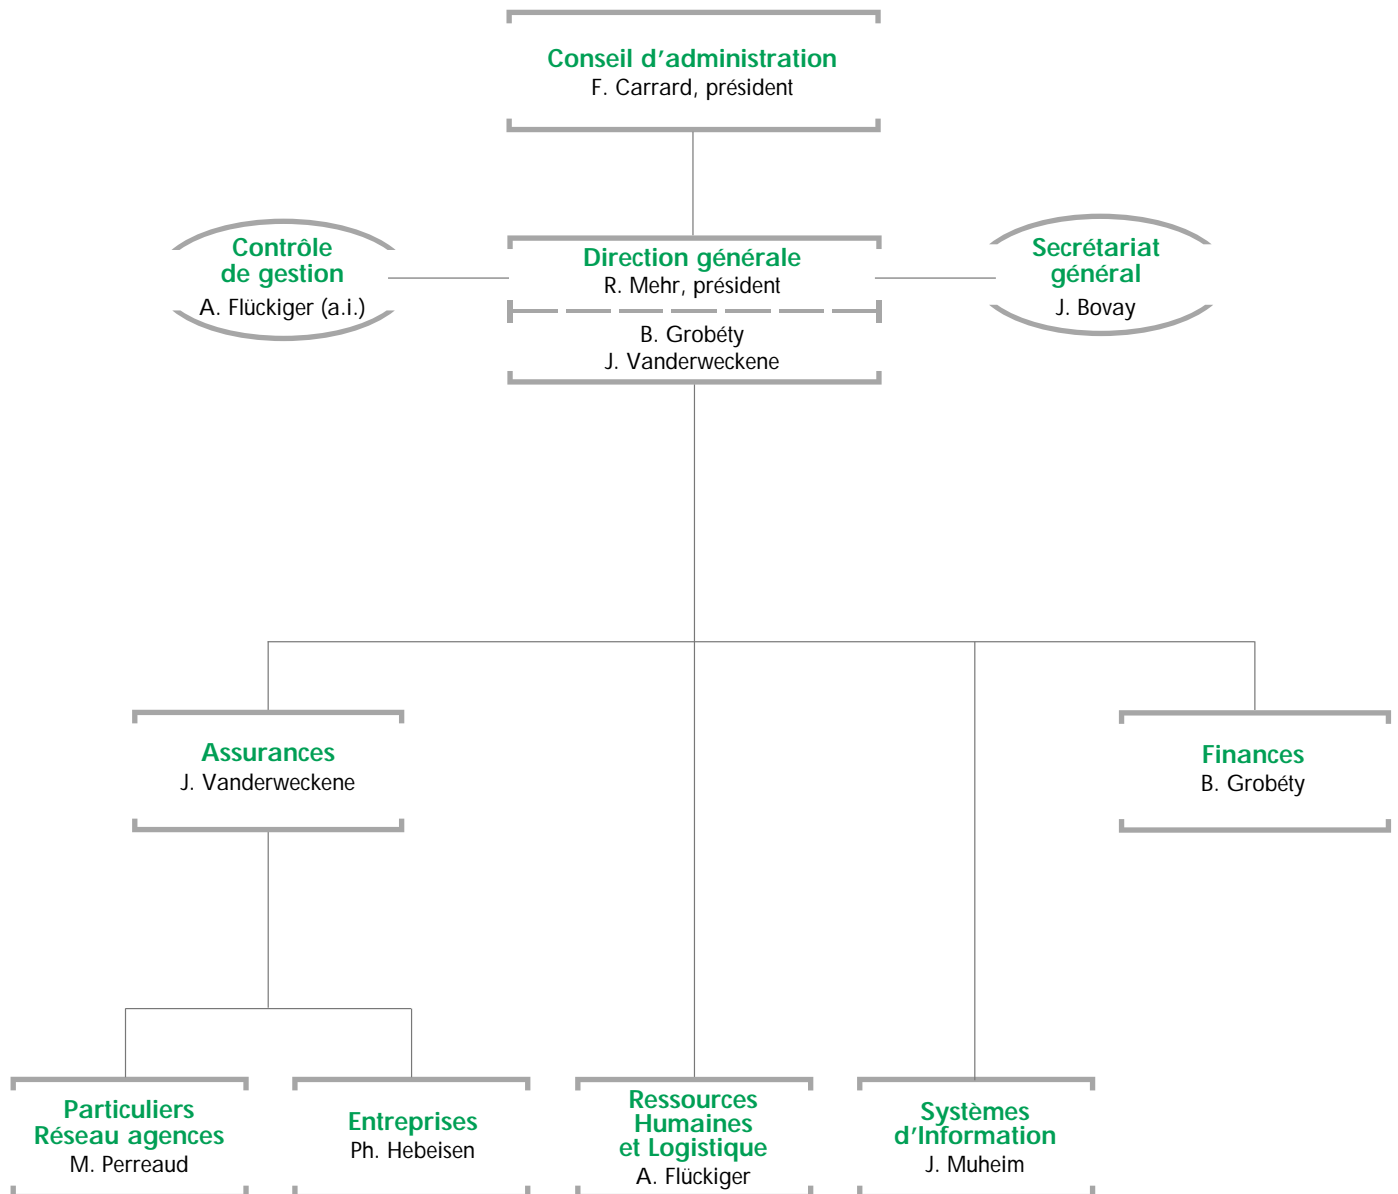 Conseil d'administration
F. Carrard, président
Contrôle
de gestion
A. Flückiger (a.i.)
Direction générale
R. Mehr, président
B. Grobéty
J. Vanderweckene
Secrétariat
général
J. Bovay
Assurances
J. Vanderweckene
Finances
B. Grobéty
Particuliers
Réseau agences
M. Perreaud
Entreprises
Ph. Hebeisen
Ressources
Humaines
et Logistique
A. Flückiger
Systèmes
d'Information
J. Muheim